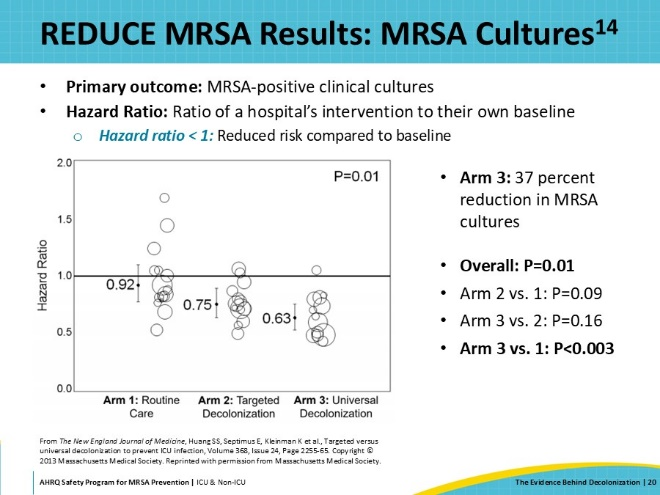 REDUCE MRSA Results: MRSA Cultures14
• Primary outcome: MRSA-positive clinical cultures
• Hazard Ratio: Ratio of a hospital’s intervention to their own baseline
o Hazard ratio < 1: Reduced risk compared to baseline
2.0
1.5
1.0
0.5
0.0
Hazard Ratio
P=0.01
0.92
0.75
0.63
Arm 1: Routine
Care
Arm 2: Targeted
Decolonization
Arm 3: Universal
Decolonization
• Arm 3: 37 percent
reduction in MRSA
cultures
• Overall: P=0.01
• Arm 2 vs. 1: P=0.09
• Arm 3 vs. 2: P=0.16
• Arm 3 vs. 1: P<0.003
From The New England Journal of Medicine, Huang SS, Septimus E, Kleinman K et al., Targeted versus
universal decolonization to prevent ICU infection, Volume 368, Issue 24, Page 2255-65. Copyright ©
2013 Massachusetts Medical Society. Reprinted with permission from Massachusetts Medical Society.
AHRQ Safety Program for MRSA Prevention | ICU & Non-ICU
The Evidence Behind Decolonization | 20